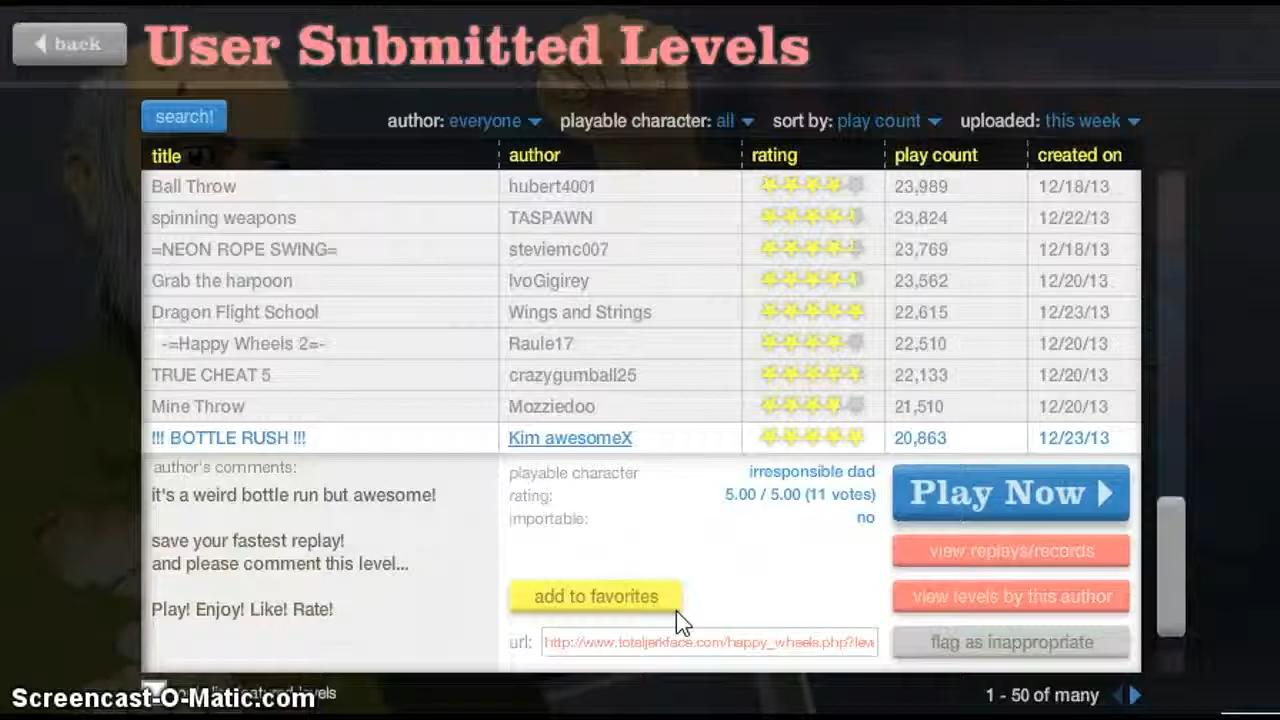 back
User Submitted Levels
search!
author: everyone playable character: all sort by: play count uploaded: this week
title author rating play count created on
Ball Throw hubert4001 23,989 12/18/13
spinning weapons TASPAWN 23,824 12/22/13
=NEON ROPE SWING= steviemc007 23,769 12/18/13
Grab the harpoon IvoGigirey 23,562 12/20/13
Dragon Flight School Wings and Strings 22,615 12/23/13
-=Happy Wheels 2=- Raule17 22,510 12/20/13
TRUE CHEAT 5 crazygumball25 22,133 12/20/13
Mine Throw Mozziedoo 21,510 12/20/13
!!! BOTTLE RUSH !!! Kim awesomeX 20,863 12/23/13
author's comments:
it's a weird bottle run but awesome!
save your fastest replay!
and please comment this level...
Play! Enjoy! Like! Rate!
playable character irresponsible dad
rating: 5.00 / 5.00 (11 votes)
importable: no
add to favorites
url: http://www.totaljerkface.com/happy_wheels.php?lev
Play Now
view replays/records
view levels by this author
flag as inappropriate
levels
1 - 50 of many
Screencast-O-Matic.com